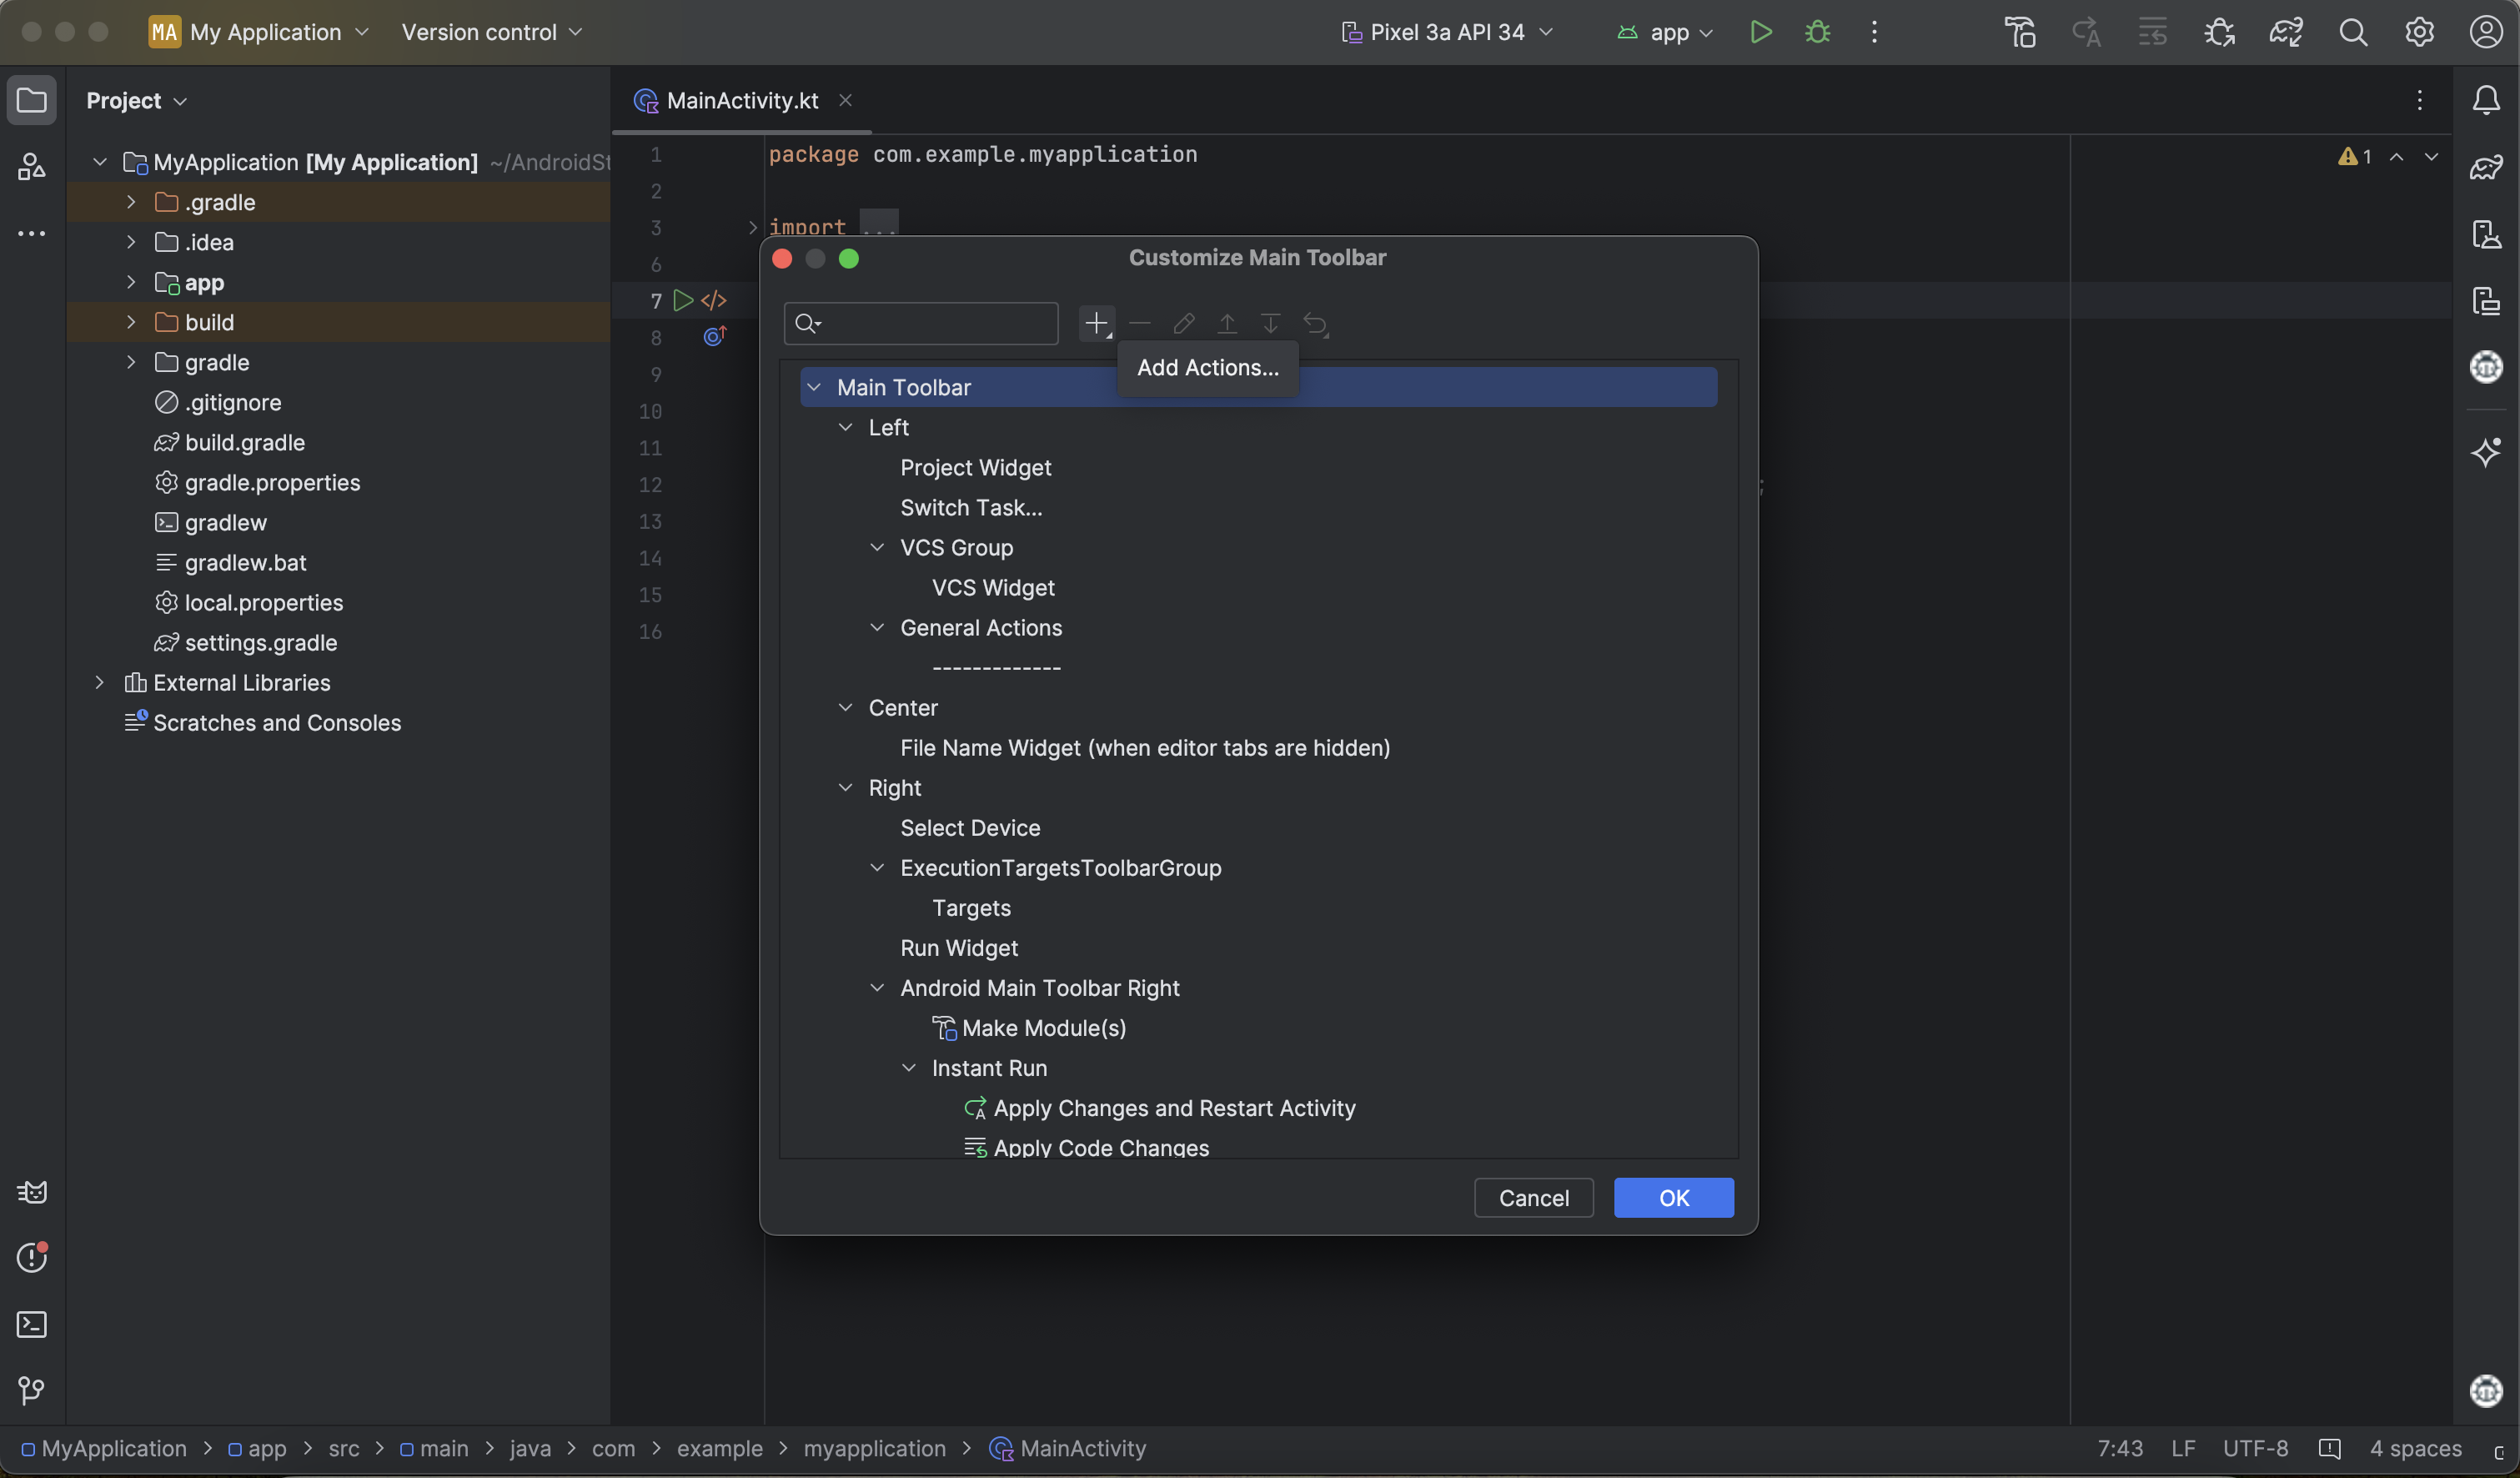 MA My Application Version control Pixel 3a API 34 app
Project
MainActivity.kt
MyApplication [My Application] ~/AndroidSt
.gradle
.idea
app
build
gradle
.gitignore
build.gradle
gradle.properties
gradlew
gradlew.bat
local.properties
settings.gradle
External Libraries
Scratches and Consoles
1 package com.example.myapplication
2
3 import ...
6
7 </>
8
9
10
11
12
13
14
15
16
1
Customize Main Toolbar
Add Actions...
Main Toolbar
Left
Project Widget
Switch Task...
VCS Group
VCS Widget
General Actions
-------------
Center
File Name Widget (when editor tabs are hidden)
Right
Select Device
ExecutionTargetsToolbarGroup
Targets
Run Widget
Android Main Toolbar Right
Make Module(s)
Instant Run
Apply Changes and Restart Activity
Apply Code Changes
Cancel OK
MyApplication > app > src > main > java > com > example > myapplication > MainActivity
7:43 LF UTF-8 4 spaces